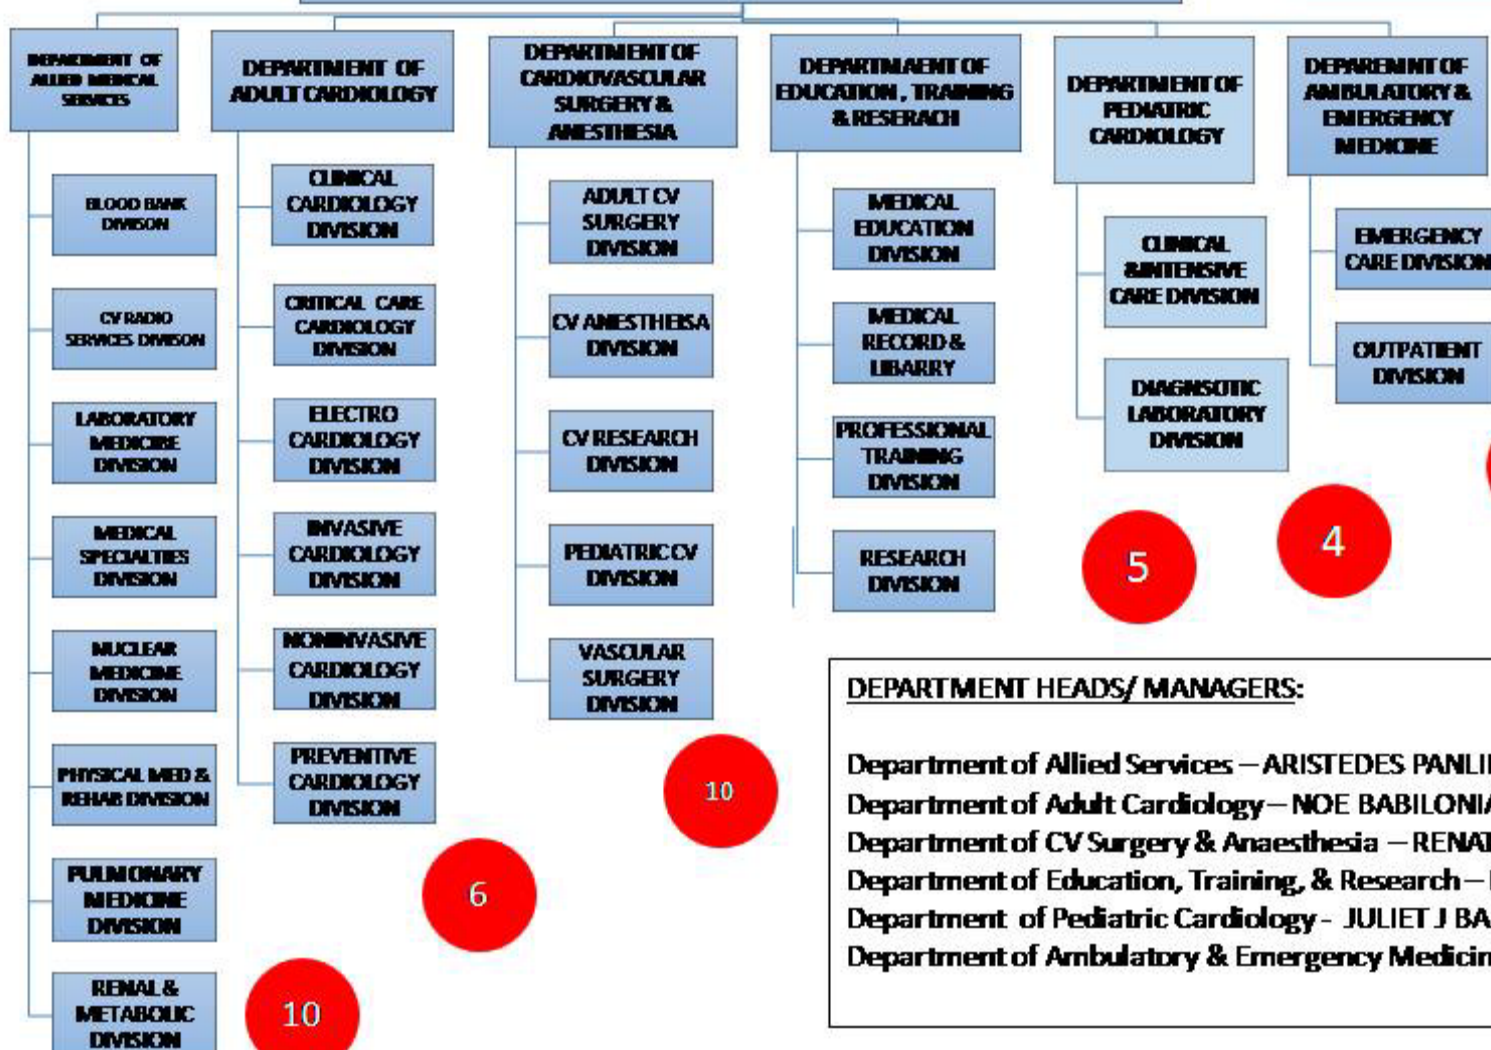 DEPARTMENT OF
ALLIED MEDICAL
SERVICES
BLOOD BANK
DIVISON
CV RADIO
SERVICES DIVISON
LABORATORY
MEDICIRE
DIVISION
MEDICAL
SPECIALTIES
DIVISION
NUCLEAR
MEDICINE
DIVISION
PHYSICAL MED &
REHAB DIVISION
PULMONARY
MEDICINE
DIVISION
RENAL &
METABOLIC
DIVISION
10
DEPARTMENT OF
ADULT CARDIOLOGY
CLINICAL
CARDIOLOGY
DIVISION
CRITICAL CARE
CARDIOLOGY
DIVISION
ELECTRO
CARDIOLOGY
DIVISION
INVASIVE
CARDIOLOGY
DIVISION
NONINVASIVE
CARDIOLOGY
DIVISION
PREVENTIVE
CARDIOLOGY
DIVISION
6
DEPARTMENT OF
CARDIOVASCULAR
SURGERY &
ANESTHESIA
ADULT CV
SURGERY
DIVISION
CV ANESTHEISA
DIVISION
CV RESEARCH
DIVISION
PEDIATRIC CV
DIVISION
VASCULAR
SURGERY
DIVISION
10
DEPARTMAENT OF
EDUCATION , TRAINING
& RESERACH
MEDICAL
EDUCATION
DIVISION
MEDICAL
RECORD &
LIBARRY
PROFESSIONAL
TRAINING
DIVISION
RESEARCH
DIVISION
5
DEPARTMENT OF
PEDIATRIC
CARDIOLOGY
CLINICAL
&INTENSIVE
CARE DIVISION
DIAGNSOTIC
LABORATORY
DIVISION
4
DEPAREMNT OF
AMBULATORY &
EMERGENCY
MEDICINE
EMERGENCY
CARE DIVISION
OUTPATIENT
DIVISION
DEPARTMENT HEADS/ MANAGERS:
Department of Allied Services – ARISTEDES
Department of Adult Cardiology – NOE BABILONIA
Department of CV Surgery & Anaesthesia –
Department of Education, Training, & Research –
Department of Pediatric Cardiology - JULIET J
Department of Ambulatory & Emergency